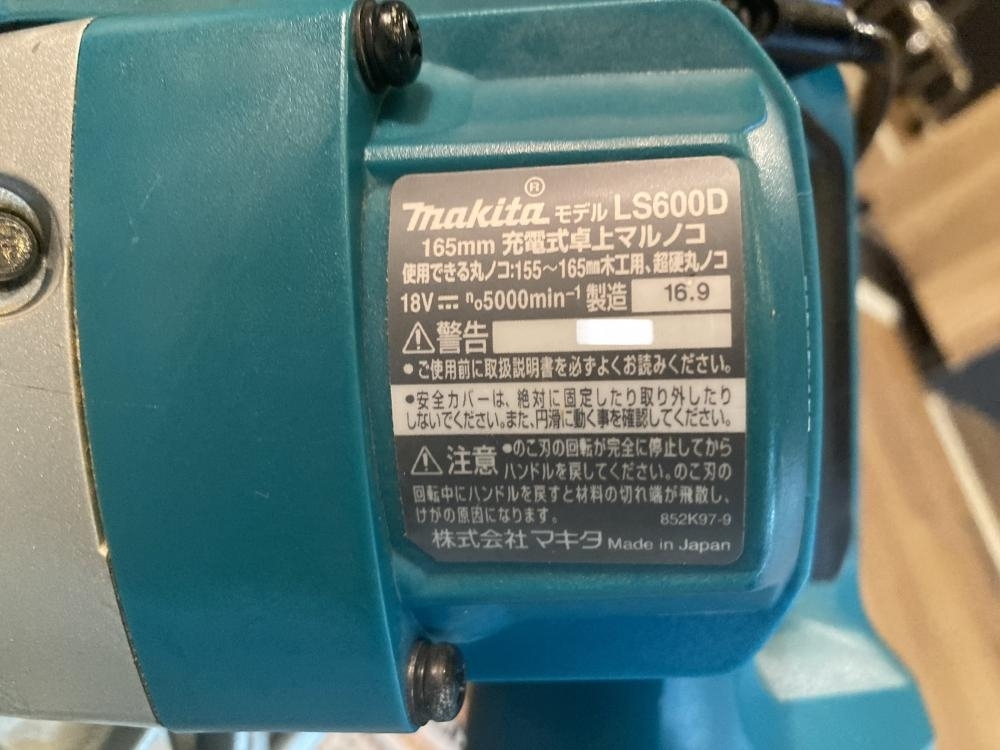 makita® モデル LS600D
165mm 充電式卓上マルノコ
使用できる丸ノコ:155～165mm木工用、超硬丸ノコ
18V⎓ n₀5000min⁻¹ 製造 16.9
⚠警告
•ご使用前に取扱説明書を必ずよくお読みください。
•安全カバーは、絶対に固定したり取り外したり
しないでください。また、円滑に動く事を確認してください。
⚠注意 •のこ刃の回転が完全に停止してから
ハンドルを戻してください。のこ刃の
回転中にハンドルを戻すと材料の切れ端が飛散し、
けがの原因になります。 852K97-9
株式会社マキタ Made in Japan